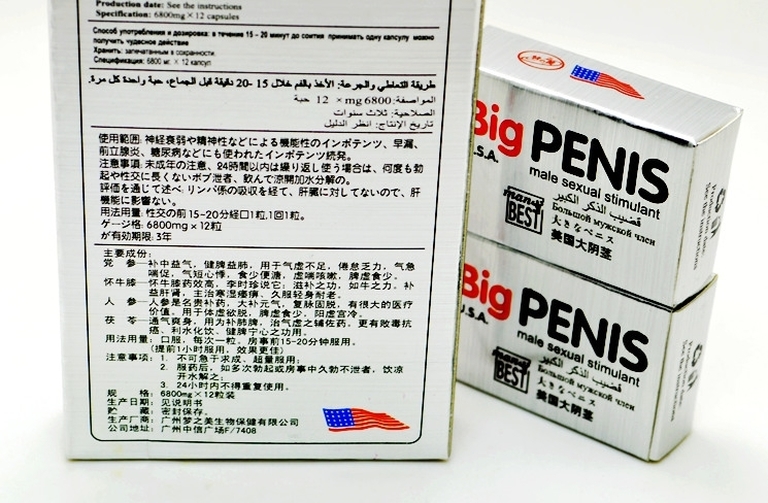 Production date: See the instructions
Specification: 6800mg×12 capsules
Способ употребления и дозировка: в течение 15 – 20 минут до соития принимать одну капсулу можно
получить чудесное действие
Хранить: запечатанным в сохранности.
Спецификация: 6800 мг. × 12 капсул
طريقة التعاطي والجرعة: الأخذ بالفم خلال 15 -20 دقيقة قبل الجماع، حبة واحدة كل مرة.
المواصفة:6800mg× 12 حبة
الصلاحية: ثلاث سنوات
تاريخ الإنتاج: انظر الدليل
使用範囲: 神経衰弱や精神性などによる機能性のインポテンツ、早漏、
前立腺炎、糖尿病などにも使われたインポテンツ続発。
注意事項: 未成年の注意、24時間以内は繰り返し使う場合は、何度も勃
起や性交に長くないボプ泄者、飲んで涼開加水分解の。
評価を通じて述べ、リンパ係の吸収を経て、肝臓に対してないので、肝
機能に影響ない。
用法用量: 性交の前15-20分経口1粒,1回1粒。
ゲージ格: 6800mg×12粒
が有効期限: 3年
主要成份:
党 参—补中益气, 健脾益肺, 用于气虚不足, 倦怠乏力, 气急
喘促, 气短心悸, 食少便溏, 虚喘咳嗽, 脾虚食少。
怀牛膝—怀牛膝药效高, 李时珍说它: 滋补之功, 如牛之力。补
益肝肾, 主治寒湿痿痹, 久服轻身耐老。
人 参—人参是名贵补药, 大补元气, 复脉固脱, 有很大的医疗
价值。用于体虚欲脱, 脾虚食少, 阳虚宫冷。
茯 苓—通气爽身, 用为补肺脾, 治气虚之辅佐药, 更有败毒抗
癌、利水化饮、健脾宁心之功用。
用法用量: 口服, 每次一粒。房事前15-20分钟服用。
(提前1小时服用, 效果更佳)
注意事项: 1. 不可急于求成、超量服用;
2. 服药后, 如多次勃起或房事中久勃不泄者, 饮凉
开水解之;
3. 24小时内不得重复使用。
规 格: 6800mg×12粒装
生产日期: 见说明书
贮 藏: 密封保存。
生产厂商: 广州梦之美生物保健有限公司
公司地址: 广州中信广场F/7408
Big PENIS
U.S.A.
male sexual stimulant
many
BEST
قضيب الذكر الكبير
Большой мужской член
大きなペニス
美国大阴茎
Production date:
See the instructions
Big PENIS
U.S.A.
male sexual stimulant
many
BEST
قضيب الذكر الكبير
Большой мужской член
大きなペニス
美国大阴茎
Production date:
See the instructions